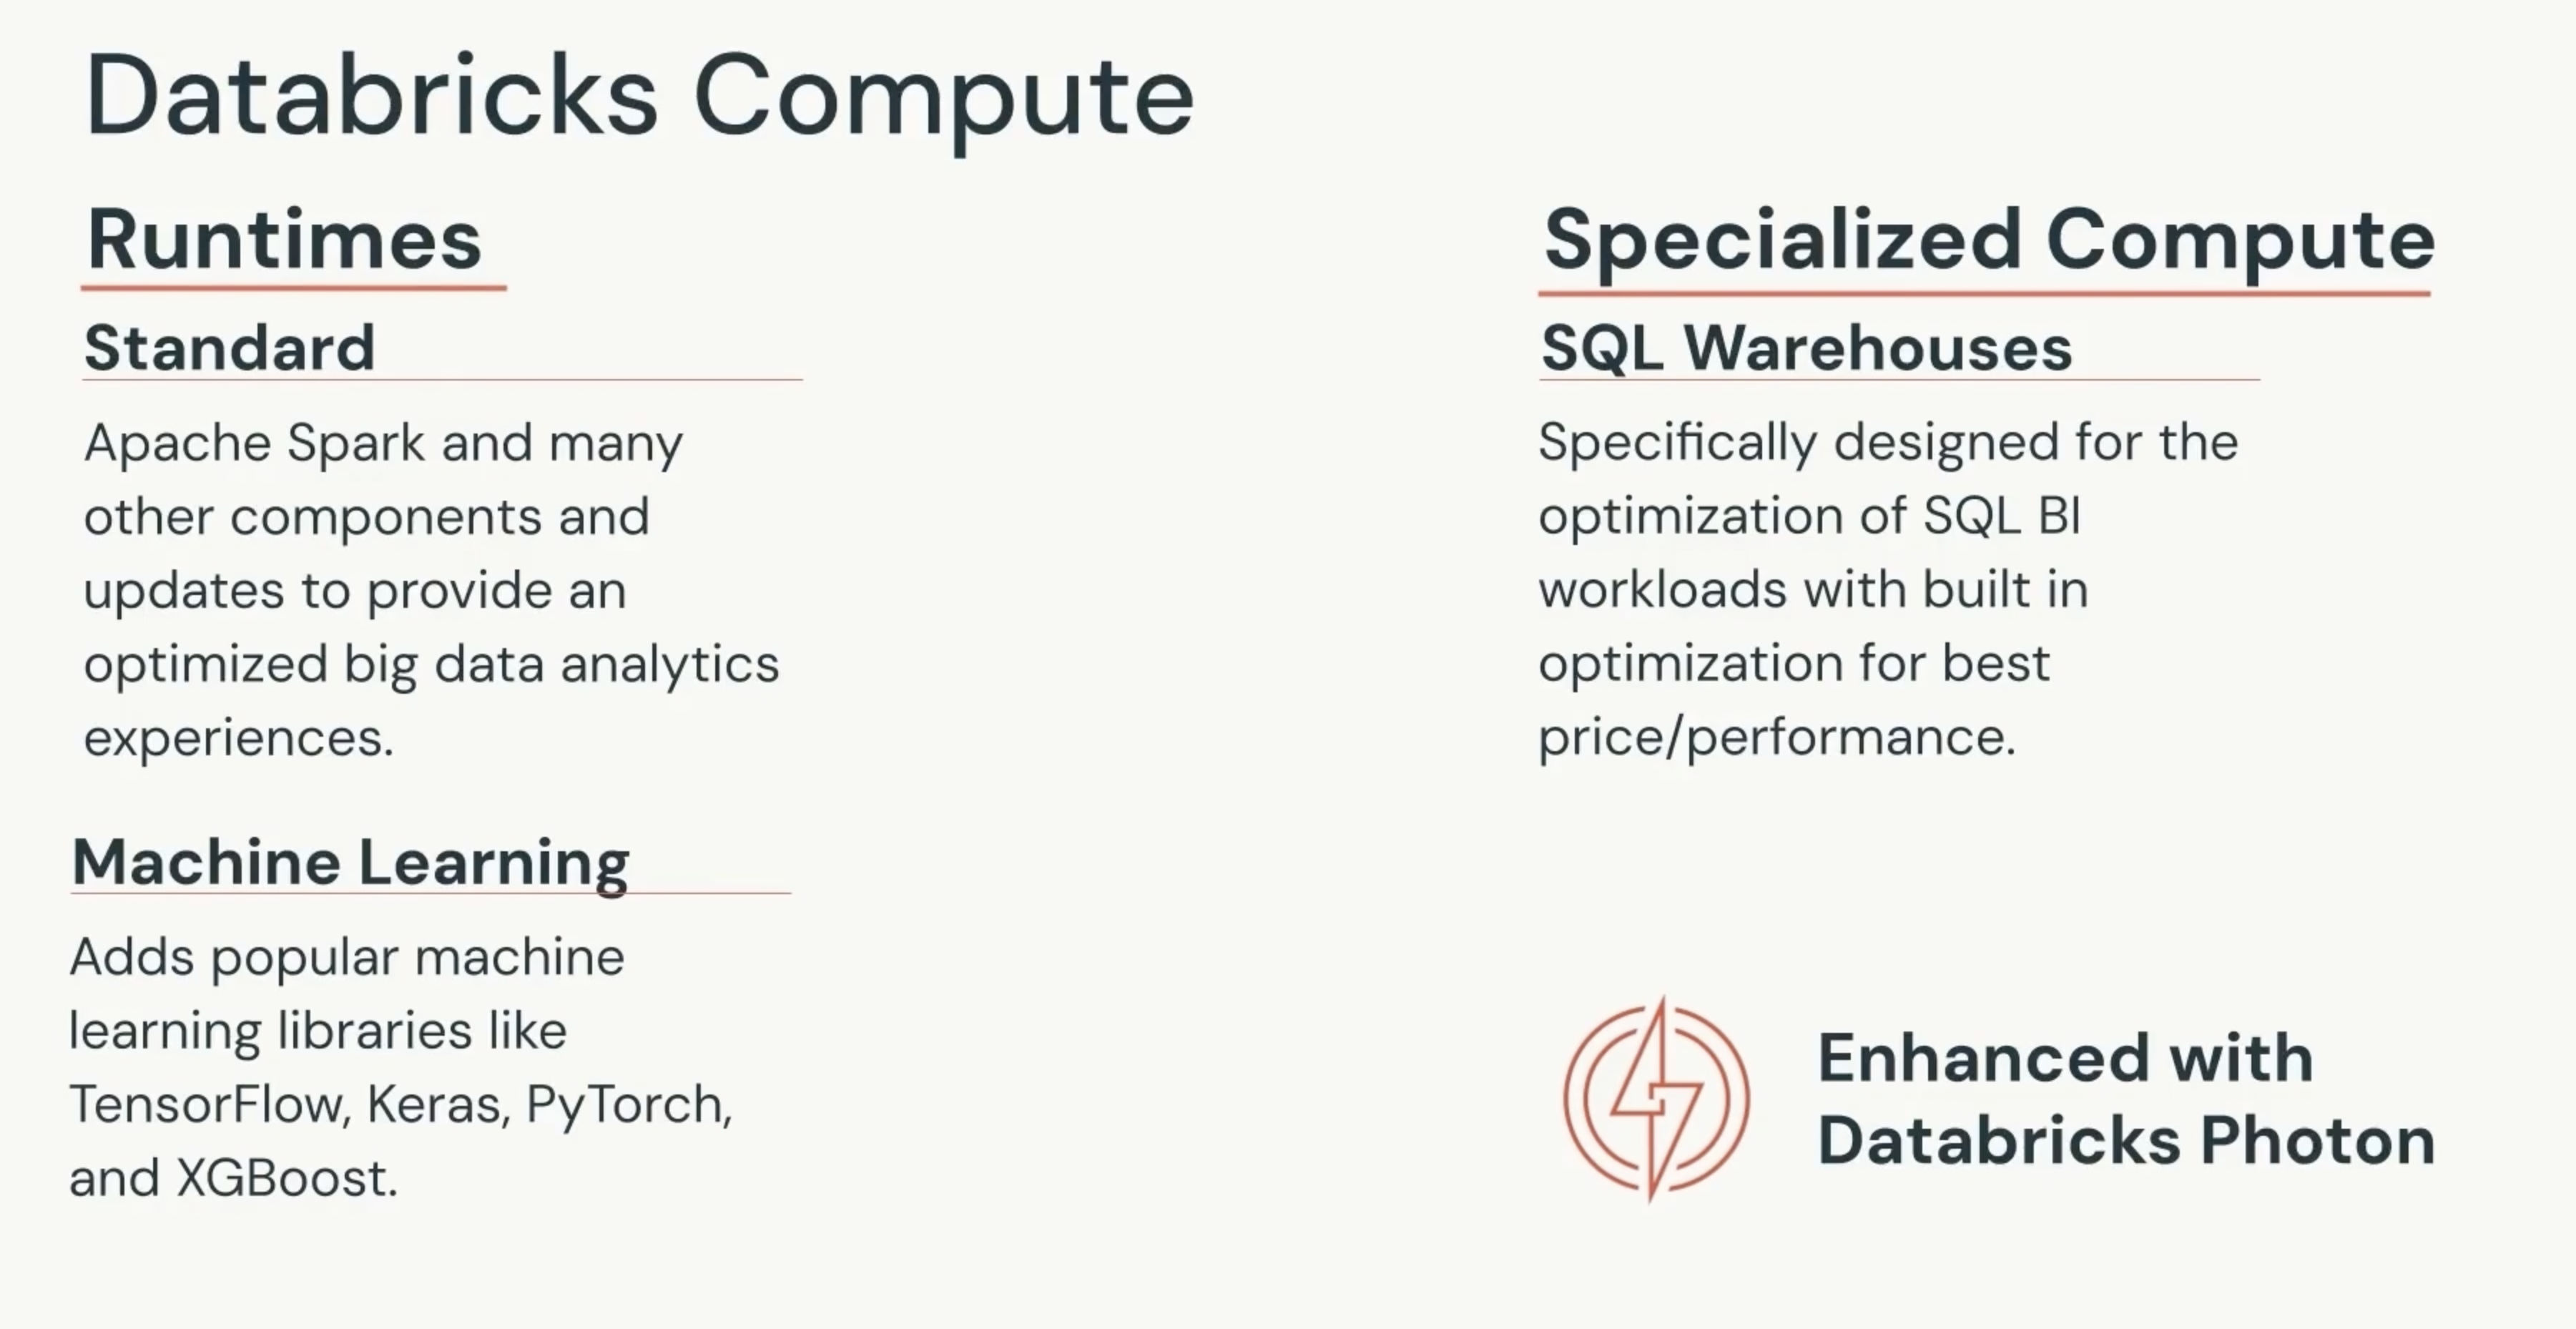 Databricks Compute
Runtimes
Standard
Apache Spark and many
other components and
updates to provide an
optimized big data analytics
experiences.
Machine Learning
Adds popular machine
learning libraries like
TensorFlow, Keras, PyTorch,
and XGBoost.
Specialized Compute
SQL Warehouses
Specifically designed for the
optimization of SQL BI
workloads with built in
optimization for best
price/performance.
Enhanced with
Databricks Photon